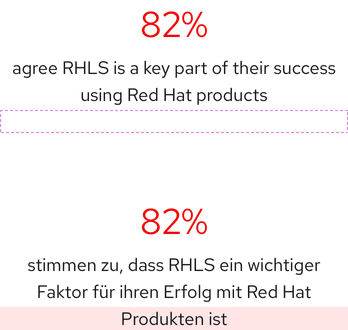 82%
agree RHLS is a key part of their success
using Red Hat products
82%
stimmen zu, dass RHLS ein wichtiger
Faktor für ihren Erfolg mit Red Hat
Produkten ist